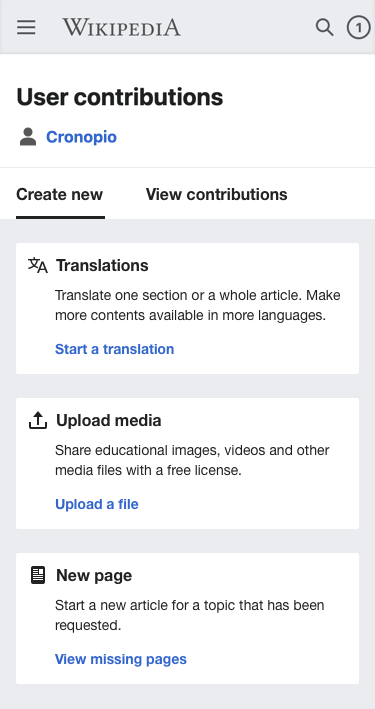 WIKIPEDIA
1
User contributions
Cronopio
Create new View contributions
Translations
Translate one section or a whole article. Make
more contents available in more languages.
Start a translation
Upload media
Share educational images, videos and other
media files with a free license.
Upload a file
New page
Start a new article for a topic that has been
requested.
View missing pages